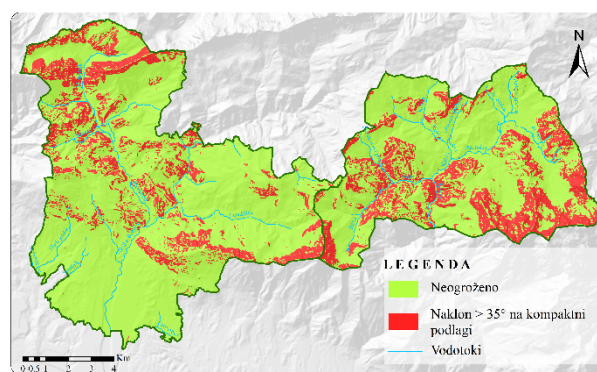 N
LEGENDA
Neogroženo
Naklon > 35° na kompaktni
podlagi
Vodotoki
Km
0 0.5 1 2 3 4